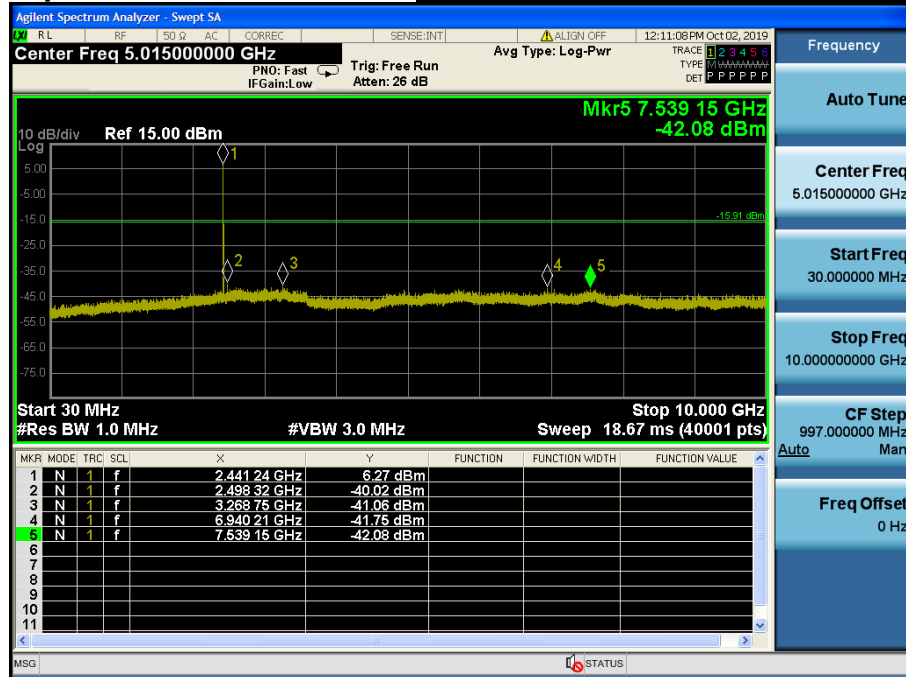 Agilent Spectrum Analyzer - Swept SA
LXI RL RF 50 Ω AC CORREC SENSE:INT ALIGN OFF 12:11:08 PM Oct 02, 2019
Center Freq 5.015000000 GHz
PNO: Fast
IFGain:Low
Trig: Free Run
Atten: 26 dB
Avg Type: Log-Pwr
TRACE 1 2 3 4 5 6
TYPE M W W W W W
DET P P P P P P
Mkr5 7.539 15 GHz
-42.08 dBm
10 dB/div Ref 15.00 dBm
Log
1
5.00
-5.00
-15.0
-15.91 dBm
-25.0
2 3 4 5
-35.0
-45.0
-55.0
-65.0
-75.0
Start 30 MHz Stop 10.000 GHz
#Res BW 1.0 MHz #VBW 3.0 MHz Sweep 18.67 ms (40001 pts)
MKR MODE TRC SCL X Y FUNCTION FUNCTION WIDTH FUNCTION VALUE
1 N 1 f 2.441 24 GHz 6.27 dBm
2 N 1 f 2.498 32 GHz -40.02 dBm
3 N 1 f 3.268 75 GHz -41.06 dBm
4 N 1 f 6.940 21 GHz -41.75 dBm
5 N 1 f 7.539 15 GHz -42.08 dBm
6
7
8
9
10
11
MSG STATUS
Frequency
Auto Tune
Center Freq
5.015000000 GHz
Start Freq
30.000000 MHz
Stop Freq
10.000000000 GHz
CF Step
997.000000 MHz
Auto Man
Freq Offset
0 Hz